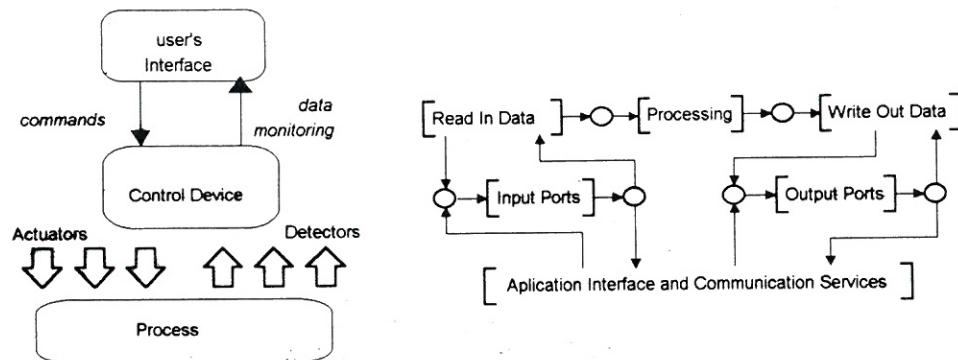 user's
Interface
commands
data
monitoring
Control Device
Actuators
Detectors
Process
[Read In Data]
[Processing]
[Write Out Data]
[Input Ports]
[Output Ports]
[Aplication Interface and Communication Services]